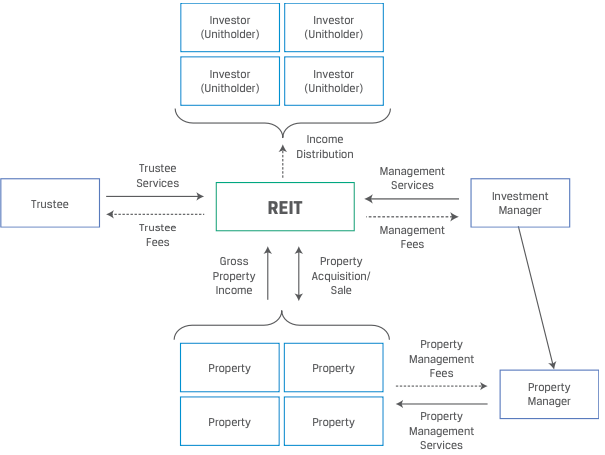 Investor
(Unitholder)
Investor
(Unitholder)
Investor
(Unitholder)
Investor
(Unitholder)
Income
Distribution
Trustee
Services
Management
Services
Trustee
REIT
Investment
Manager
Trustee
Fees
Management
Fees
Gross
Property
Income
Property
Acquisition/
Sale
Property
Property
Property
Management
Fees
Property
Manager
Property
Property
Property
Management
Services